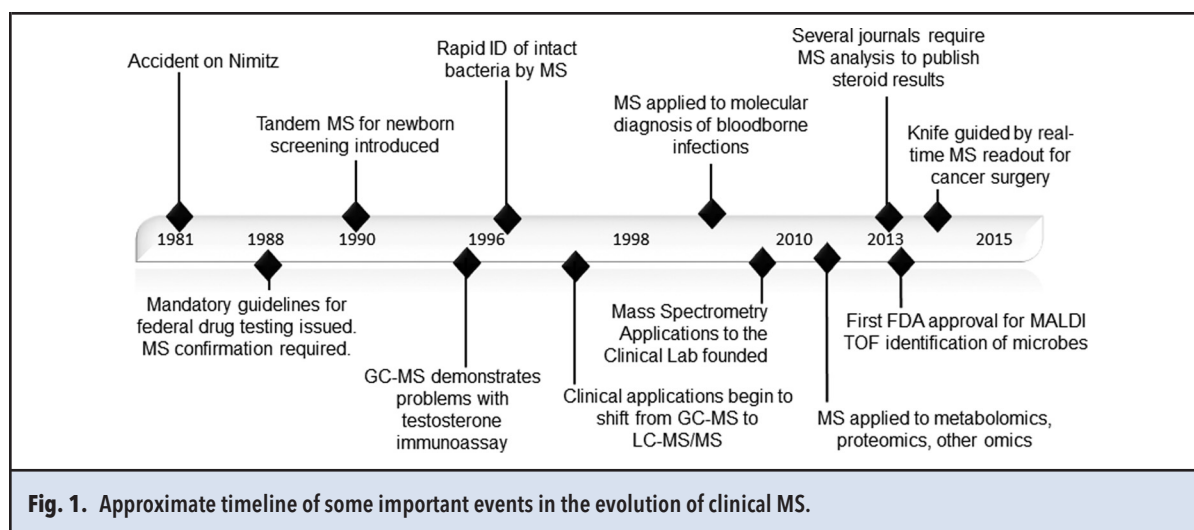 Accident on Nimitz
Tandem MS for newborn
screening introduced
Rapid ID of intact
bacteria by MS
MS applied to molecular
diagnosis of bloodborne
infections
Several journals require
MS analysis to publish
steroid results
Knife guided by real-
time MS readout for
cancer surgery
1981 1988 1990 1996 1998 2010 2013 2015
Mandatory guidelines for
federal drug testing issued.
MS confirmation required.
GC-MS demonstrates
problems with
testosterone
immunoassay
Clinical applications begin to
shift from GC-MS to
LC-MS/MS
Mass Spectrometry
Applications to the
Clinical Lab founded
MS applied to metabolomics,
proteomics, other omics
First FDA approval for MALDI
TOF identification of microbes
Fig. 1. Approximate timeline of some important events in the evolution of clinical MS.